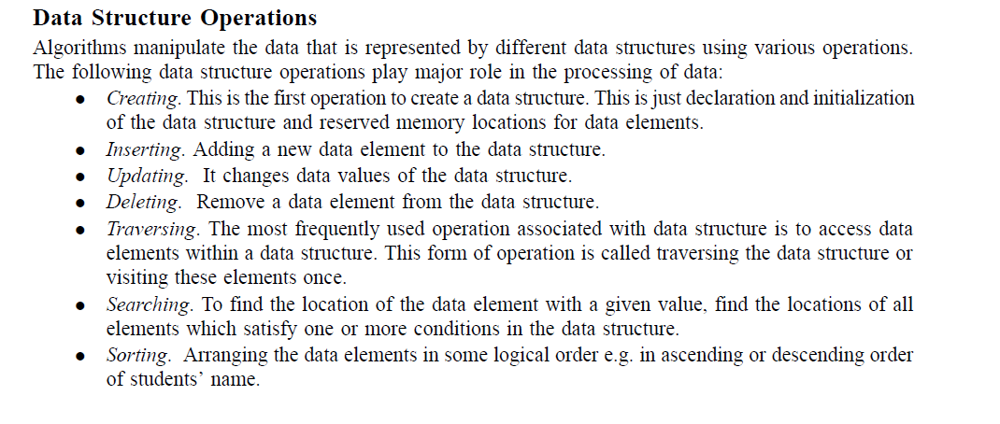 Data Structure Operations
Algorithms manipulate the data that is represented by different data structures using various operations.
The following data structure operations play major role in the processing of data:
● Creating. This is the first operation to create a data structure. This is just declaration and initialization
of the data structure and reserved memory locations for data elements.
● Inserting. Adding a new data element to the data structure.
● Updating. It changes data values of the data structure.
● Deleting. Remove a data element from the data structure.
● Traversing. The most frequently used operation associated with data structure is to access data
elements within a data structure. This form of operation is called traversing the data structure or
visiting these elements once.
● Searching. To find the location of the data element with a given value, find the locations of all
elements which satisfy one or more conditions in the data structure.
● Sorting. Arranging the data elements in some logical order e.g. in ascending or descending order
of students’ name.